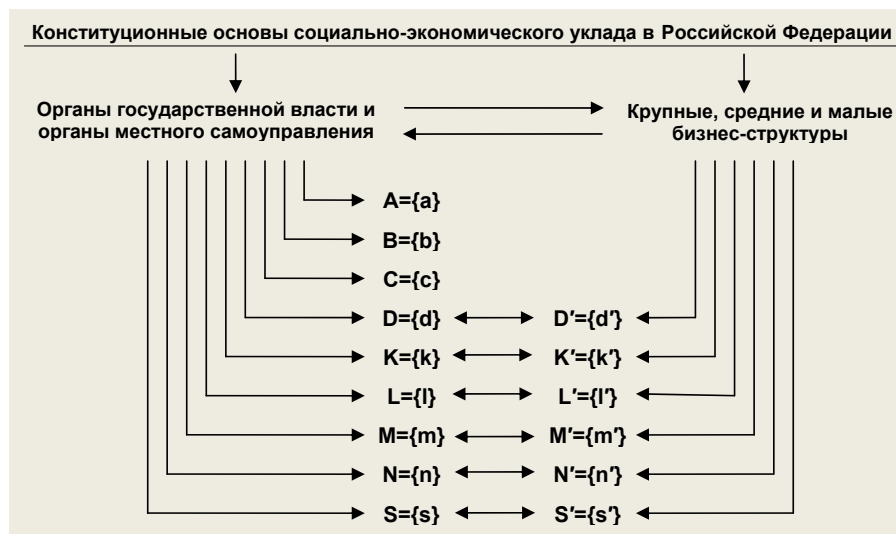 Конституционные основы социально-экономического уклада в Российской Федерации
Органы государственной власти и
органы местного самоуправления
Крупные, средние и малые
бизнес-структуры
A={a}
B={b}
C={c}
D={d} D′={d′}
K={k} K′={k′}
L={l} L′={l′}
M={m} M′={m′}
N={n} N′={n′}
S={s} S′={s′}